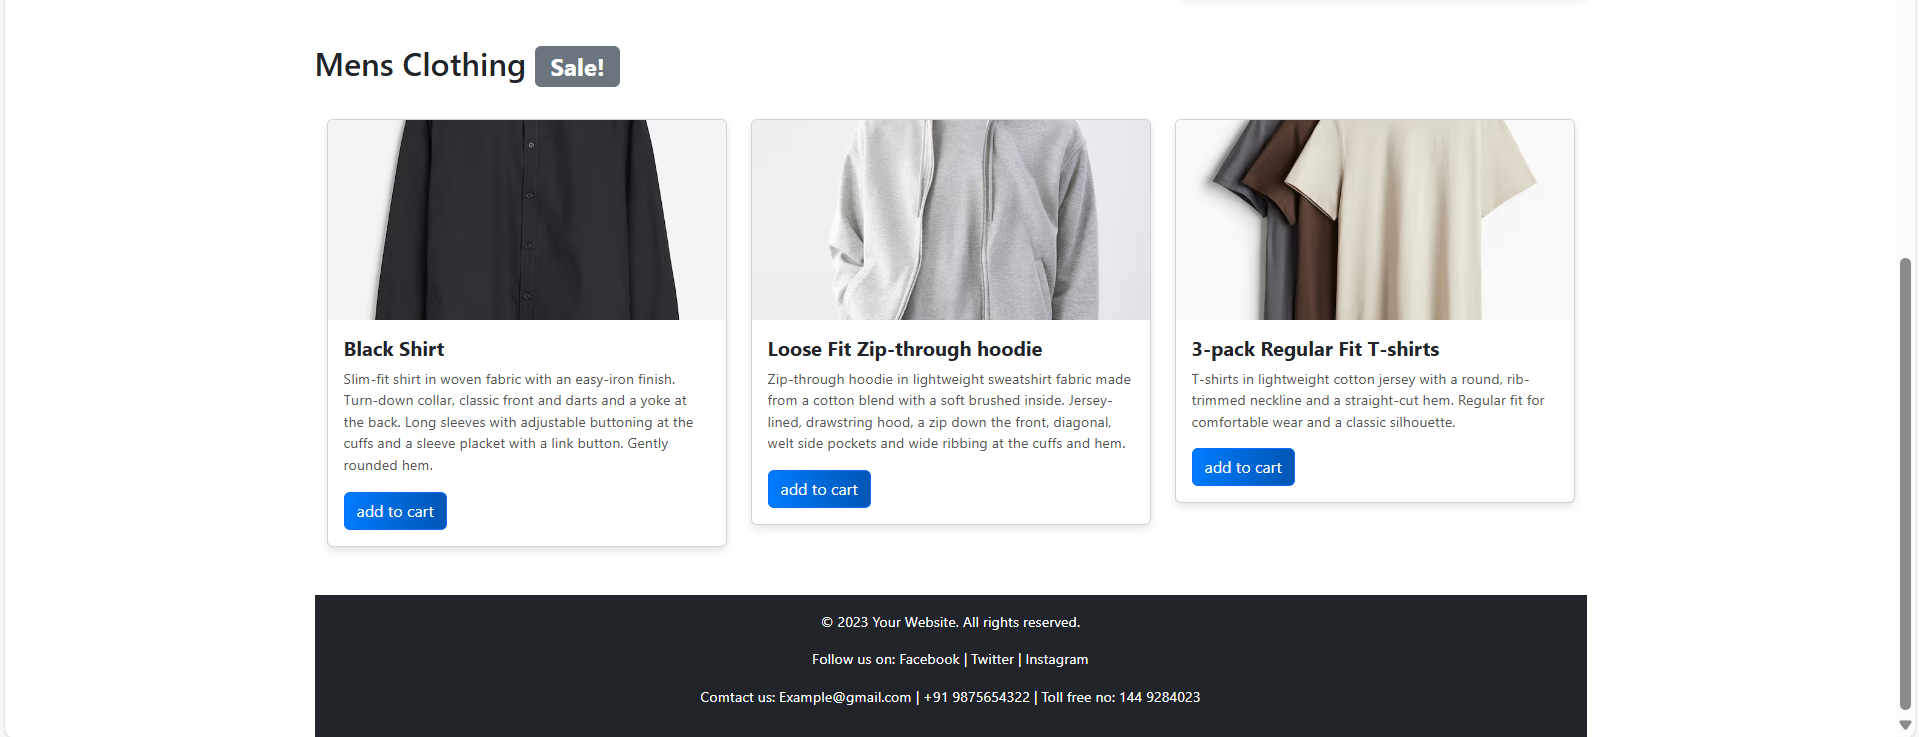 Mens Clothing Sale!
Black Shirt
Slim-fit shirt in woven fabric with an easy-iron finish.
Turn-down collar, classic front and darts and a yoke at
the back. Long sleeves with adjustable buttoning at the
cuffs and a sleeve placket with a link button. Gently
rounded hem.
add to cart
Loose Fit Zip-through hoodie
Zip-through hoodie in lightweight sweatshirt fabric made
from a cotton blend with a soft brushed inside. Jersey-
lined, drawstring hood, a zip down the front, diagonal,
welt side pockets and wide ribbing at the cuffs and hem.
add to cart
3-pack Regular Fit T-shirts
T-shirts in lightweight cotton jersey with a round, rib-
trimmed neckline and a straight-cut hem. Regular fit for
comfortable wear and a classic silhouette.
add to cart
© 2023 Your Website. All rights reserved.
Follow us on: Facebook | Twitter | Instagram
Comtact us: Example@gmail.com | +91 9875654322 | Toll free no: 144 9284023